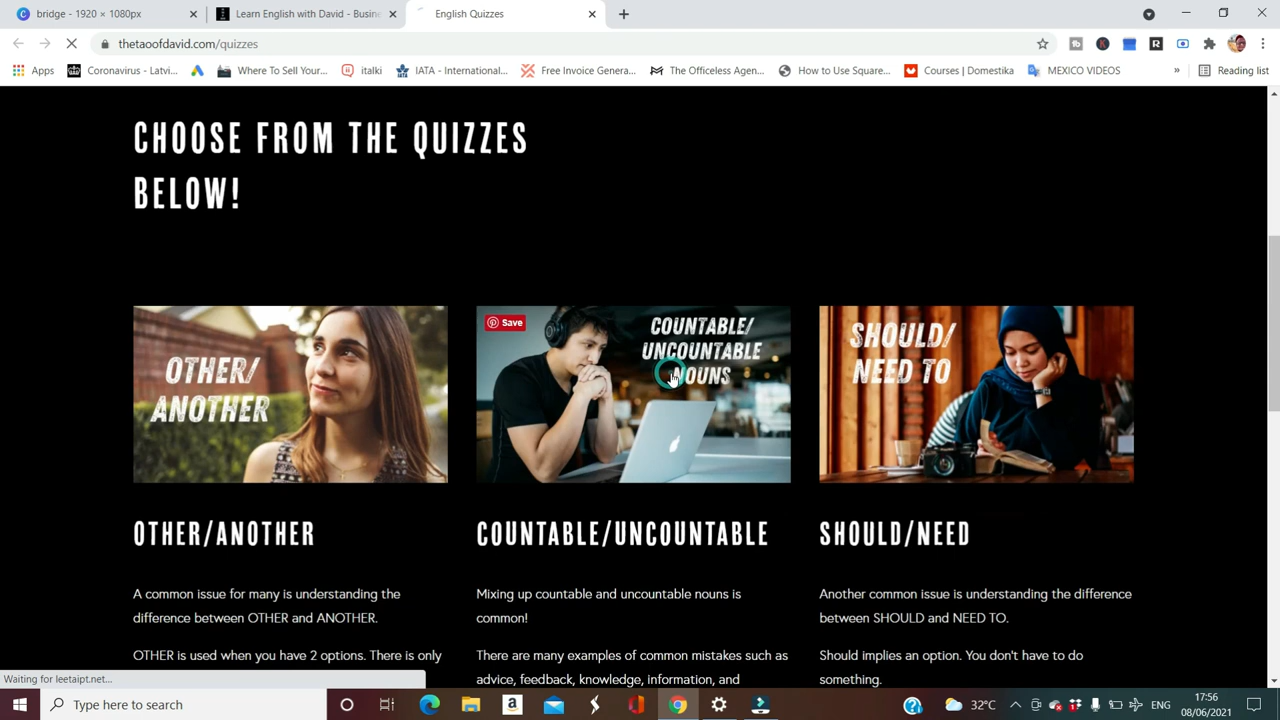 bridge - 1920 × 1080px
Learn English with David - Busine
English Quizzes
thetaoofdavid.com/quizzes
Apps
Coronavirus - Latvi...
Where To Sell Your...
italki
IATA - International...
Free Invoice Genera...
The Officeless Agen...
How to Use Square...
Courses | Domestika
MEXICO VIDEOS
»
Reading list
CHOOSE FROM THE QUIZZES
BELOW!
OTHER/
ANOTHER
Save
COUNTABLE/
UNCOUNTABLE
NOUNS
SHOULD/
NEED TO
OTHER/ANOTHER
COUNTABLE/UNCOUNTABLE
SHOULD/NEED
A common issue for many is understanding the
difference between OTHER and ANOTHER.
OTHER is used when you have 2 options. There is only
Mixing up countable and uncountable nouns is
common!
There are many examples of common mistakes such as
advice, feedback, knowledge, information, and
Another common issue is understanding the difference
between SHOULD and NEED TO.
Should implies an option. You don't have to do
something.
Waiting for leetaipt.net...
Type here to search
32°C
ENG
17:56
08/06/2021